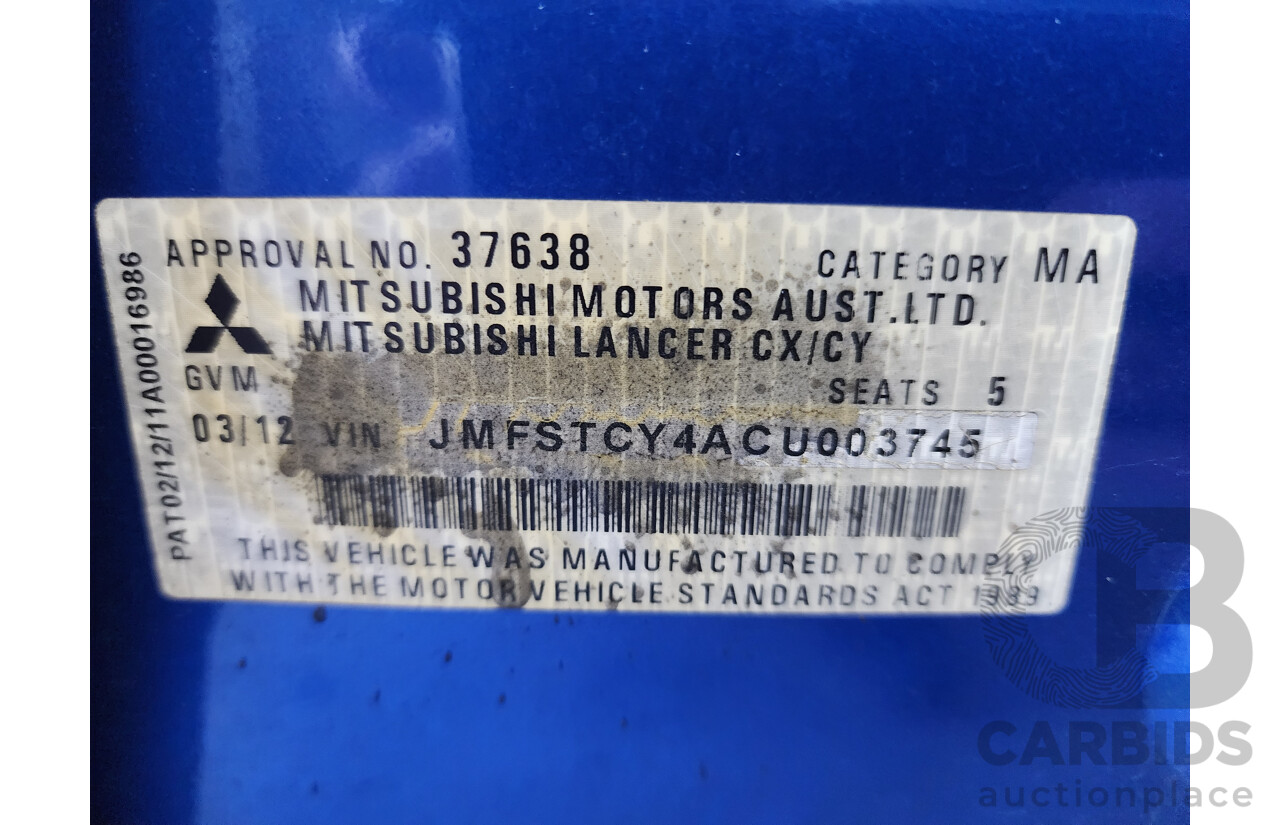 APPROVAL NO. 37638
CATEGORY MA
MITSUBISHI MOTORS AUST.LTD.
MITSUBISHI LANCER CX/CY
GVM
SEATS 5
03/12 VIN JMFSTCY4ACU003745
THIS VEHICLE WAS MANUFACTURED TO COMPLY
WITH THE MOTOR VEHICLE STANDARDS ACT 1989
PAT02/12/11A00016986
CARBIDS
auctionplace